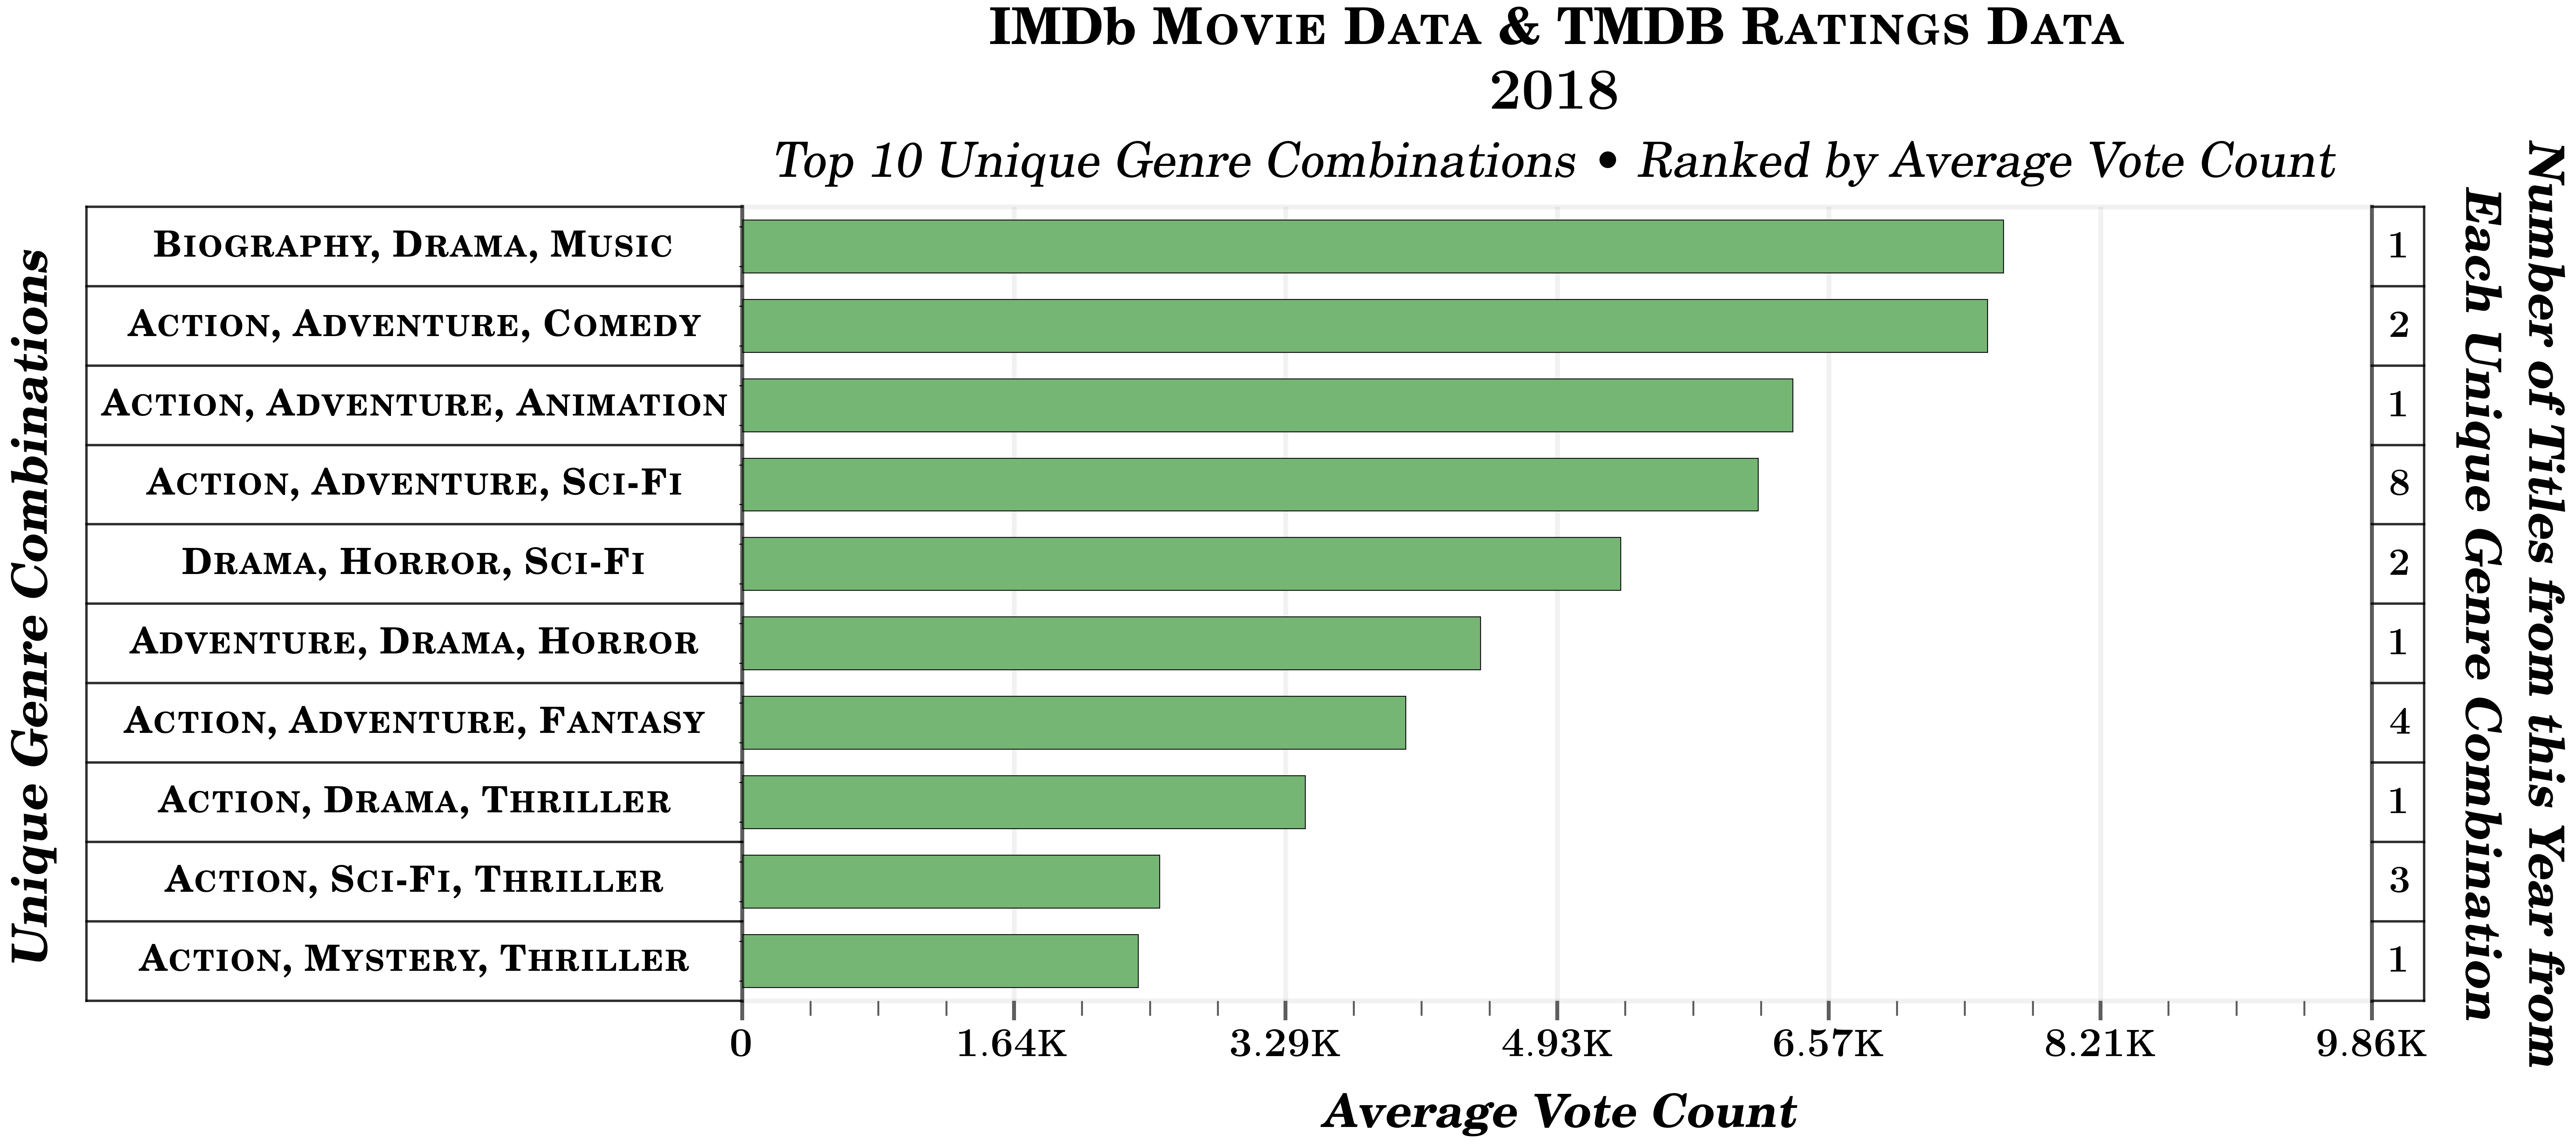 IMDb Movie Data & TMDB Ratings Data
2018
Top 10 Unique Genre Combinations • Ranked by Average Vote Count
Unique Genre Combinations
Biography, Drama, Music
1
Action, Adventure, Comedy
2
Action, Adventure, Animation
1
Action, Adventure, Sci-Fi
8
Drama, Horror, Sci-Fi
2
Adventure, Drama, Horror
1
Action, Adventure, Fantasy
4
Action, Drama, Thriller
1
Action, Sci-Fi, Thriller
3
Action, Mystery, Thriller
1
Number of Titles from this Year from
Each Unique Genre Combination
0 1.64K 3.29K 4.93K 6.57K 8.21K 9.86K
Average Vote Count